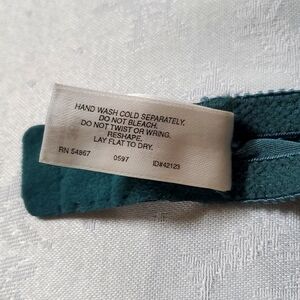 HAND WASH COLD SEPARATELY.
DO NOT BLEACH.
DO NOT TWIST OR WRING.
RESHAPE.
LAY FLAT TO DRY.
RN 54867 0597 ID#42123